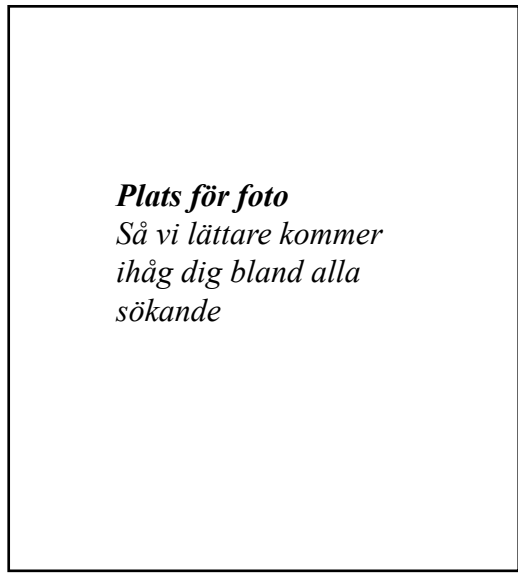 Plats för foto
Så vi lättare kommer
ihåg dig bland alla
sökande